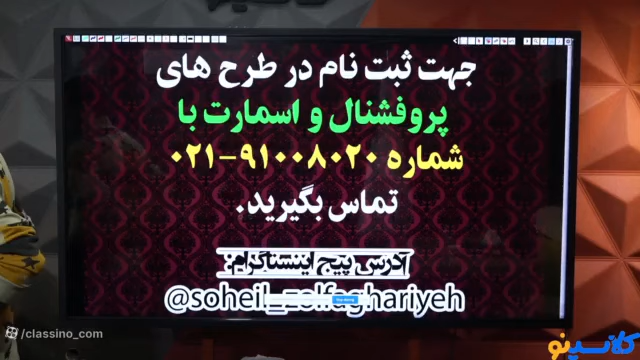 جهت ثبت نام در طرح های
پروفشنال و اسمارت با
شماره ۰۲۱-۹۱۰۰۸۰۲۰
تماس بگیرید.
آدرس پیج اینستاگرام:
@soheil_zolfaghariyeh
/classino_com
کلاسینو